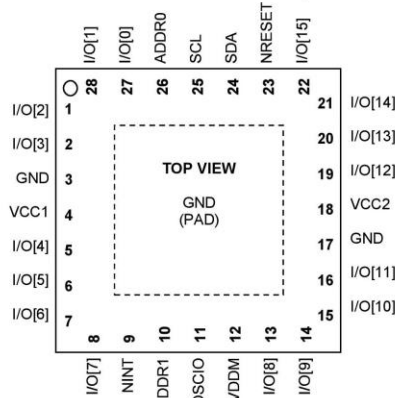 I/O[1]
I/O[0]
ADDR0
SCL
SDA
NRESET
I/O[15]
28
27
26
25
24
23
22
I/O[2] 1
I/O[3] 2
GND 3
VCC1 4
I/O[4] 5
I/O[5] 6
I/O[6] 7
TOP VIEW
GND
(PAD)
21 I/O[14]
20 I/O[13]
19 I/O[12]
18 VCC2
17 GND
16 I/O[11]
15 I/O[10]
8
9
10
11
12
13
14
I/O[7]
NINT
ADDR1
OSCIO
VDDM
I/O[8]
I/O[9]